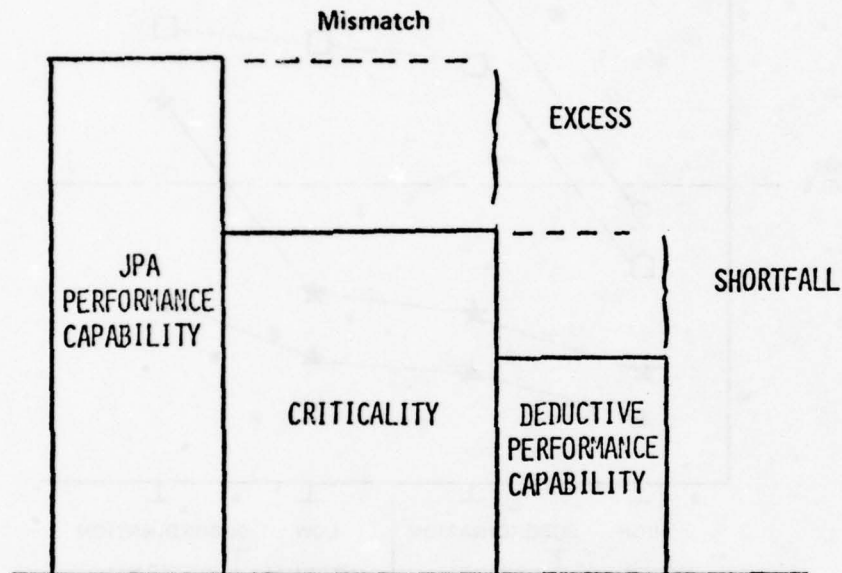 Mismatch
EXCESS
JPA
PERFORMANCE
CAPABILITY
SHORTFALL
CRITICALITY
DEDUCTIVE
PERFORMANCE
CAPABILITY